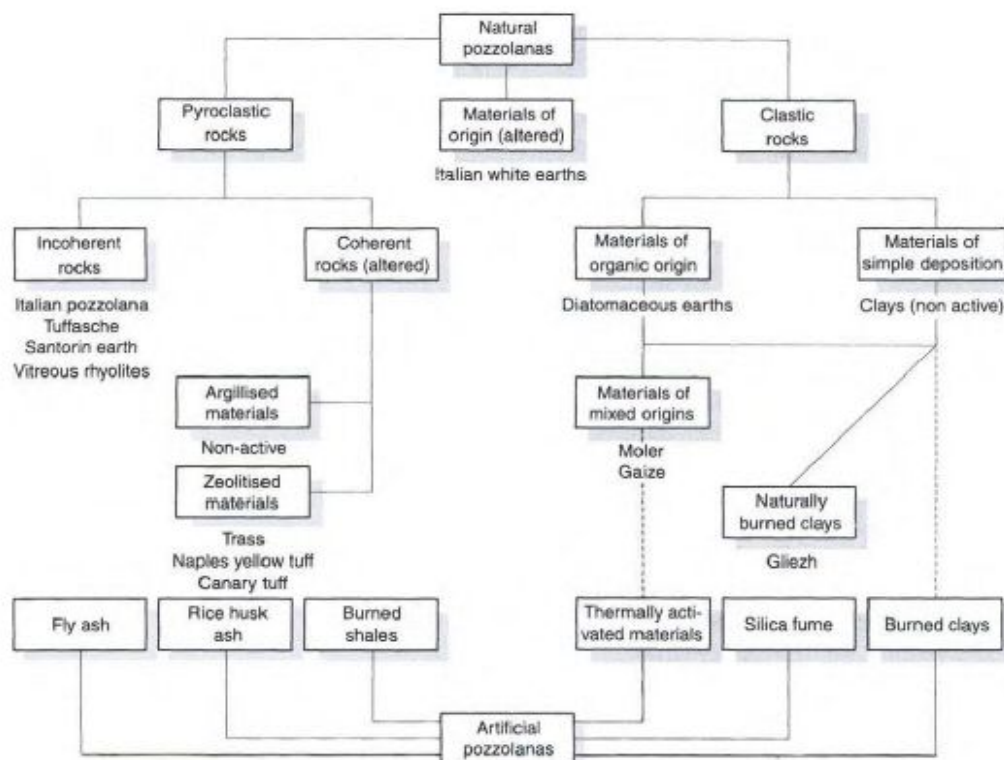 Natural
pozzolanas
Pyroclastic
rocks
Materials of
origin (altered)
Italian white earths
Clastic
rocks
Incoherent
rocks
Italian pozzolana
Tuffasche
Santorin earth
Vitreous rhyolites
Coherent
rocks (altered)
Materials of
organic origin
Diatomaceous earths
Materials of
simple deposition
Clays (non active)
Argillised
materials
Non-active
Zeolitised
materials
Trass
Naples yellow tuff
Canary tuff
Materials of
mixed origins
Moler
Gaize
Naturally
burned clays
Gliezh
Fly ash
Rice husk
ash
Burned
shales
Thermally acti-
vated materials
Silica fume
Burned clays
Artificial
pozzolanas